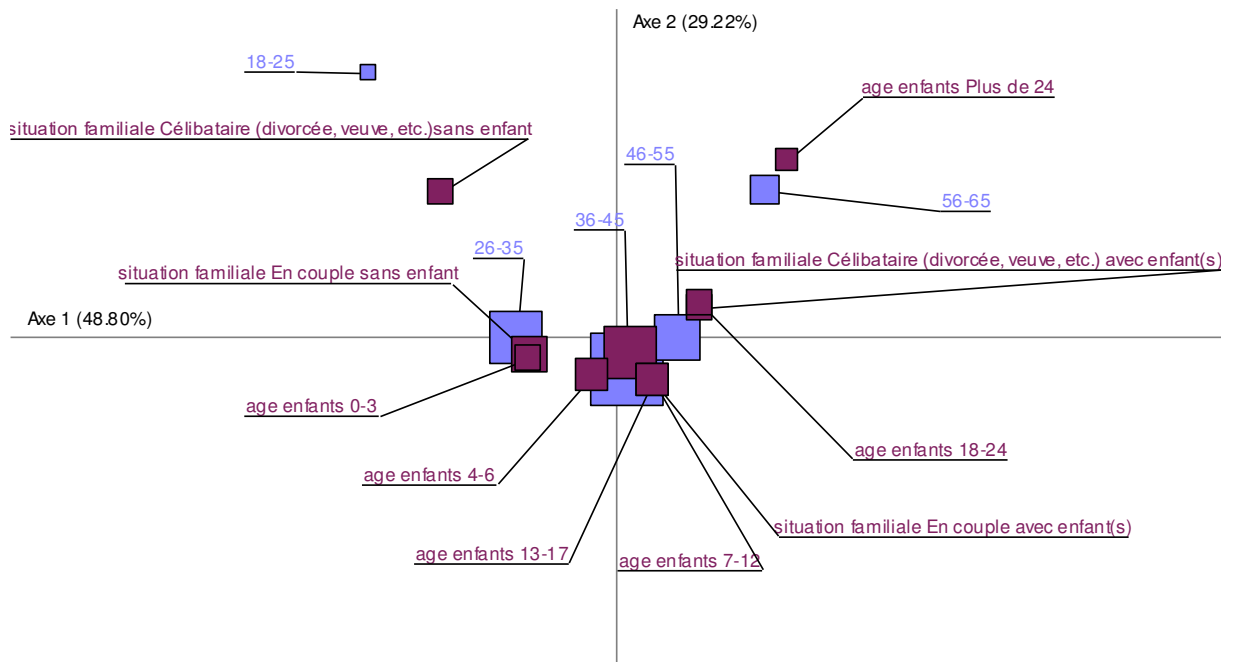 Axe 2 (29.22%)
18-25
age enfants Plus de 24
situation familiale Célibataire (divorcée, veuve, etc.)sans enfant
46-55
56-65
36-45
26-35
situation familiale Célibataire (divorcée, veuve, etc.) avec enfant(s)
situation familiale En couple sans enfant
Axe 1 (48.80%)
age enfants 0-3
age enfants 18-24
age enfants 4-6
situation familiale En couple avec enfant(s)
age enfants 13-17
age enfants 7-12